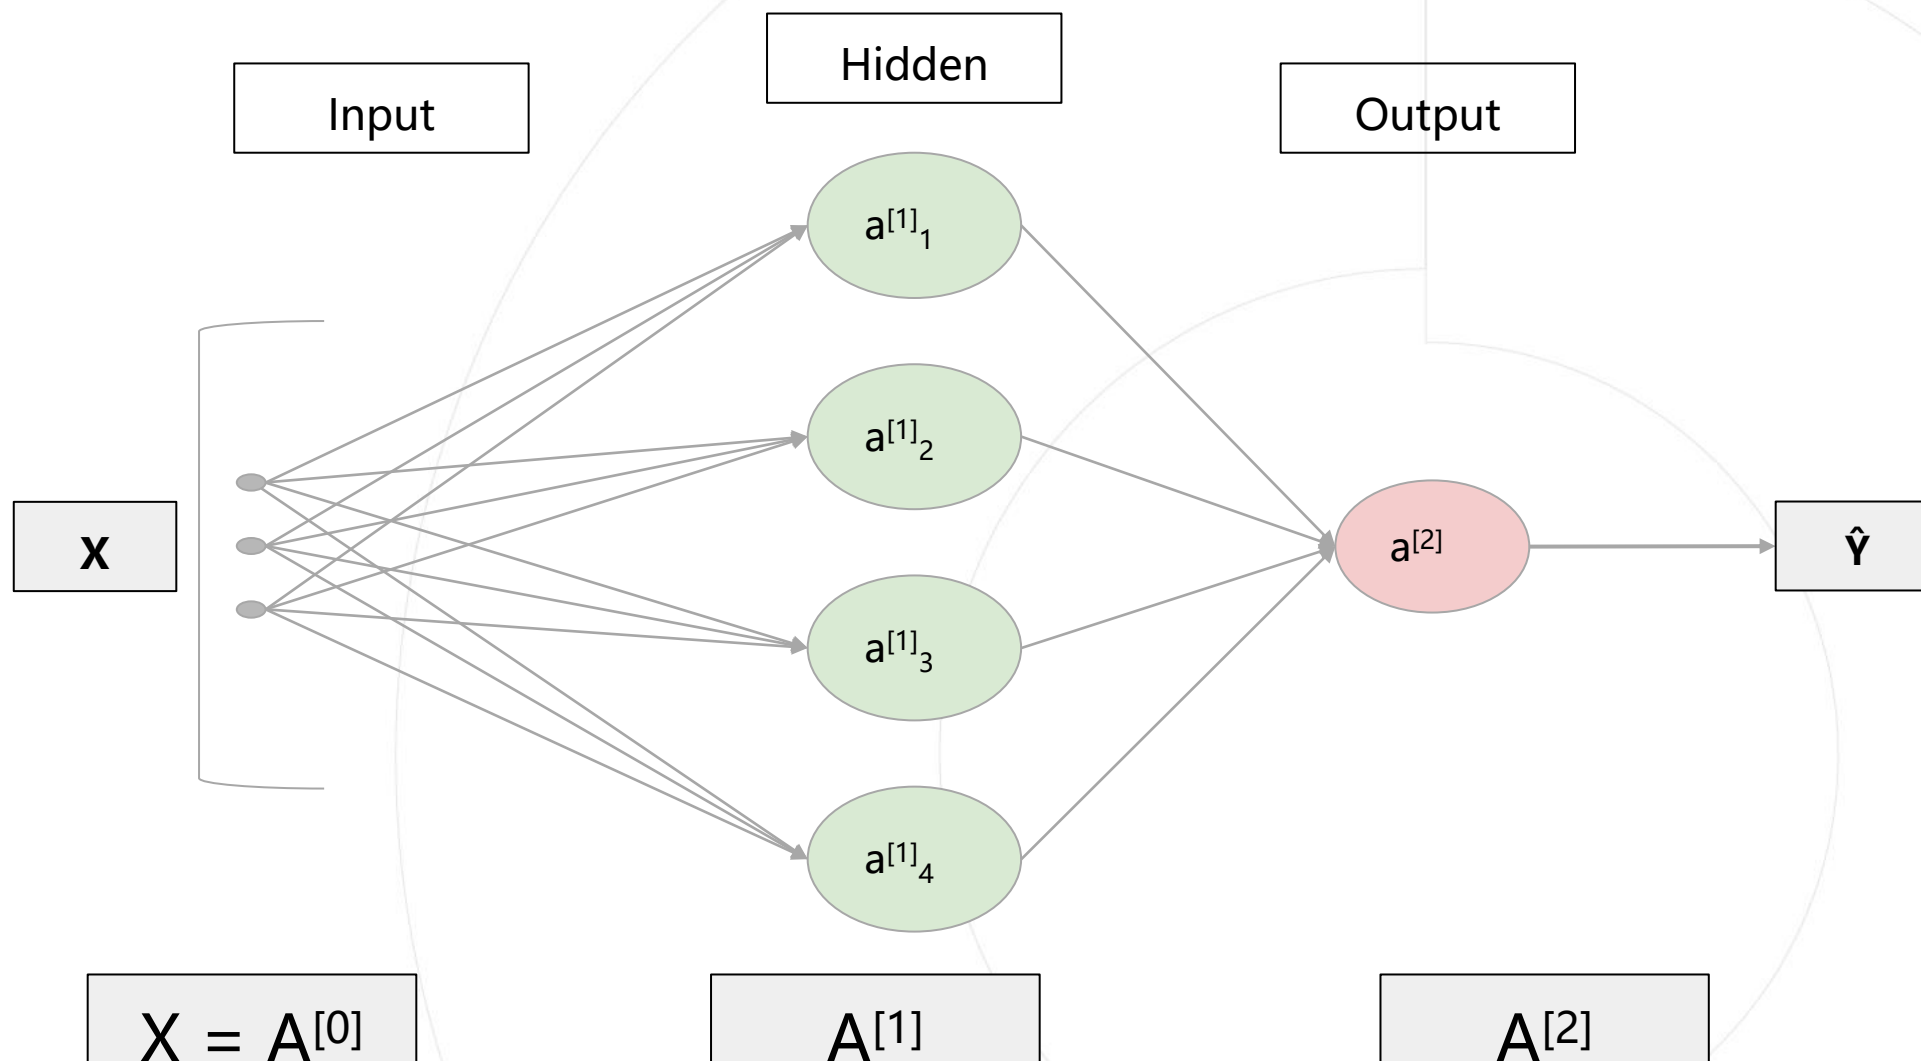 Hidden
Input
Output
a[1]1
a[1]2
X
a[2]
Ŷ
a[1]3
a[1]4
X = A[0]
A[1]
A[2]